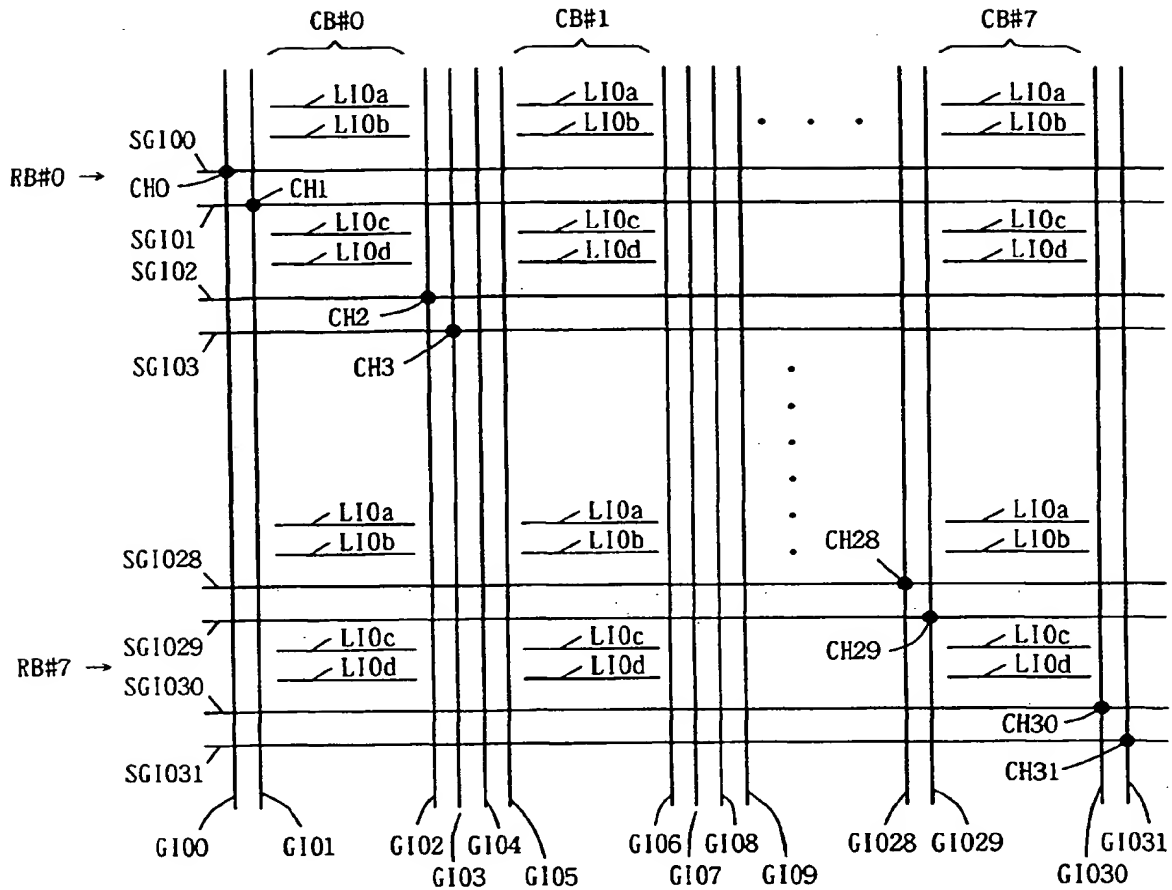 CB#0 CB#1 CB#7
LIOa LIOa LIOa
LIOb LIOb LIOb
SGIO0
RB#0 →
CH0 CH1
SGIO1
LIOc LIOc LIOc
LIOd LIOd LIOd
SGIO2
CH2
SGIO3
CH3
LIOa LIOa LIOa
LIOb LIOb CH28 LIOb
SGIO28
SGIO29
LIOc LIOc CH29 LIOc
RB#7 →
LIOd LIOd LIOd
SGIO30
CH30
SGIO31
CH31
GIO0 GIO1 GIO2 GIO4 GIO6 GIO8 GIO28 GIO29 GIO31
GIO3 GIO5 GIO7 GIO9 GIO30